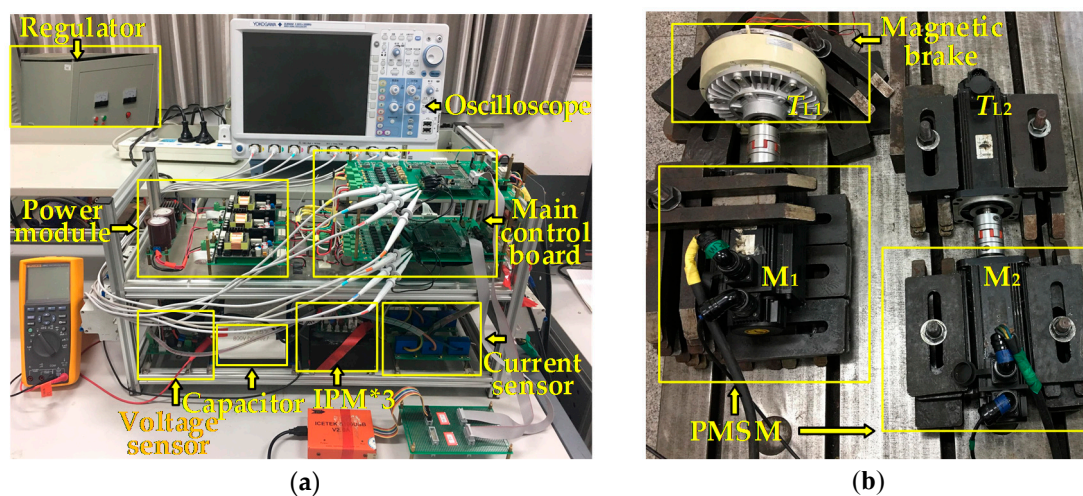 Regulator
YOKOGAWA
Oscilloscope
Power
module
Main
control
board
Current
sensor
Capacitor
IPM*3
Voltage
sensor
ICETEK
(a)
Magnetic
brake
TL1
TL2
M1
M2
PMSM
(b)